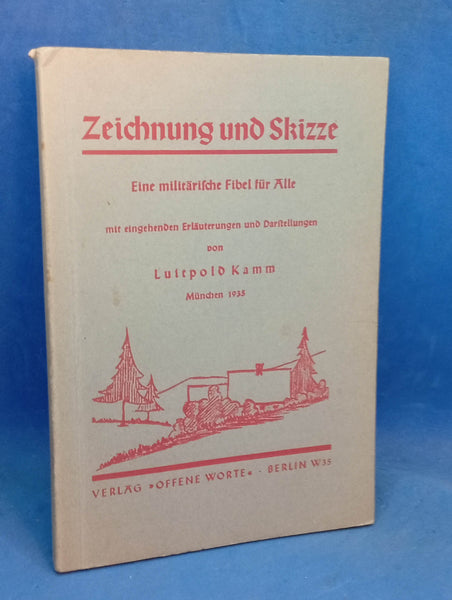 Zeichnung und Skizze
Eine militärische Fibel für Alle
mit eingehenden Erläuterungen und Darstellungen
von
Luitpold Kamm
München 1935
VERLAG »OFFENE WORTE« · BERLIN W35